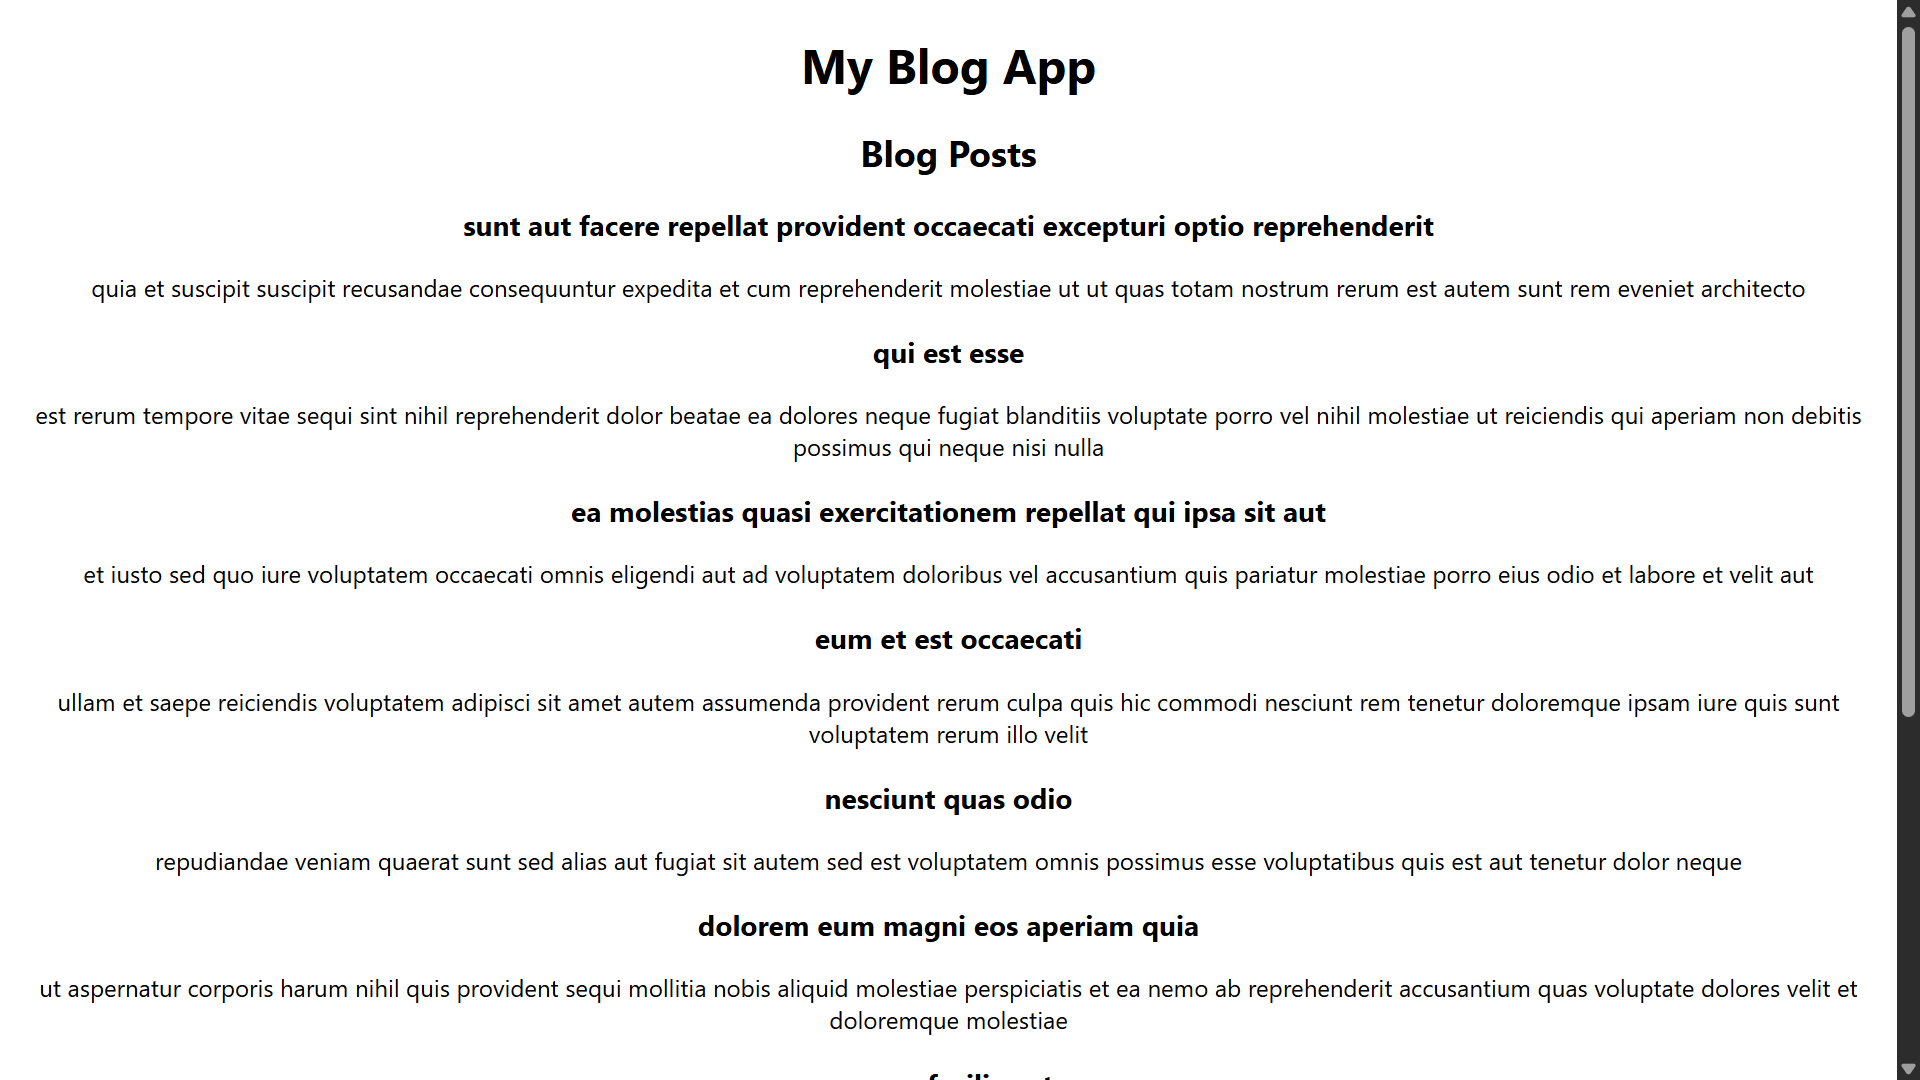 My Blog App
Blog Posts
sunt aut facere repellat provident occaecati excepturi optio reprehenderit
quia et suscipit suscipit recusandae consequuntur expedita et cum reprehenderit molestiae ut ut quas totam nostrum rerum est autem sunt rem eveniet architecto
qui est esse
est rerum tempore vitae sequi sint nihil reprehenderit dolor beatae ea dolores neque fugiat blanditiis voluptate porro vel nihil molestiae ut reiciendis qui aperiam non debitis
possimus qui neque nisi nulla
ea molestias quasi exercitationem repellat qui ipsa sit aut
et iusto sed quo iure voluptatem occaecati omnis eligendi aut ad voluptatem doloribus vel accusantium quis pariatur molestiae porro eius odio et labore et velit aut
eum et est occaecati
ullam et saepe reiciendis voluptatem adipisci sit amet autem assumenda provident rerum culpa quis hic commodi nesciunt rem tenetur doloremque ipsam iure quis sunt
voluptatem rerum illo velit
nesciunt quas odio
repudiandae veniam quaerat sunt sed alias aut fugiat sit autem sed est voluptatem omnis possimus esse voluptatibus quis est aut tenetur dolor neque
dolorem eum magni eos aperiam quia
ut aspernatur corporis harum nihil quis provident sequi mollitia nobis aliquid molestiae perspiciatis et ea nemo ab reprehenderit accusantium quas voluptate dolores velit et
doloremque molestiae